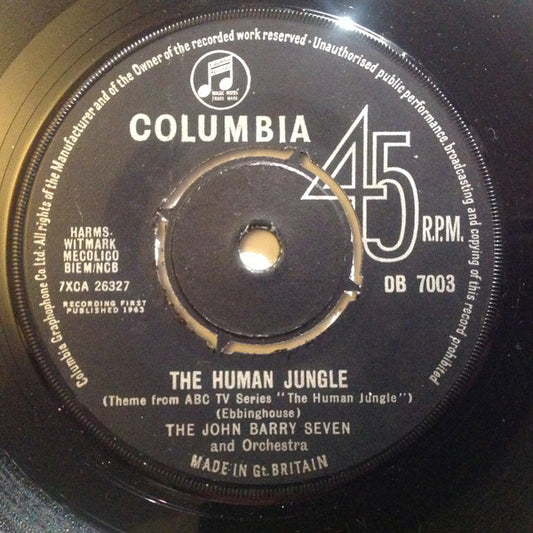 Columbia Graphophone Co. Ltd. · All rights of the Manufacturer and of the Owner of the recorded work reserved · Unauthorised public performance, broadcasting and copying of this record prohibited
MAGIC NOTES
TRADE MARK
COLUMBIA
45
R.P.M.
HARMS-
WITMARK
MECOLICO
BIEM/NCB
7XCA 26327
RECORDING FIRST
PUBLISHED 1963
DB 7003
THE HUMAN JUNGLE
(Theme from ABC TV Series "The Human Jungle")
(Ebbinghouse)
THE JOHN BARRY SEVEN
and Orchestra
MADE IN Gt. BRITAIN